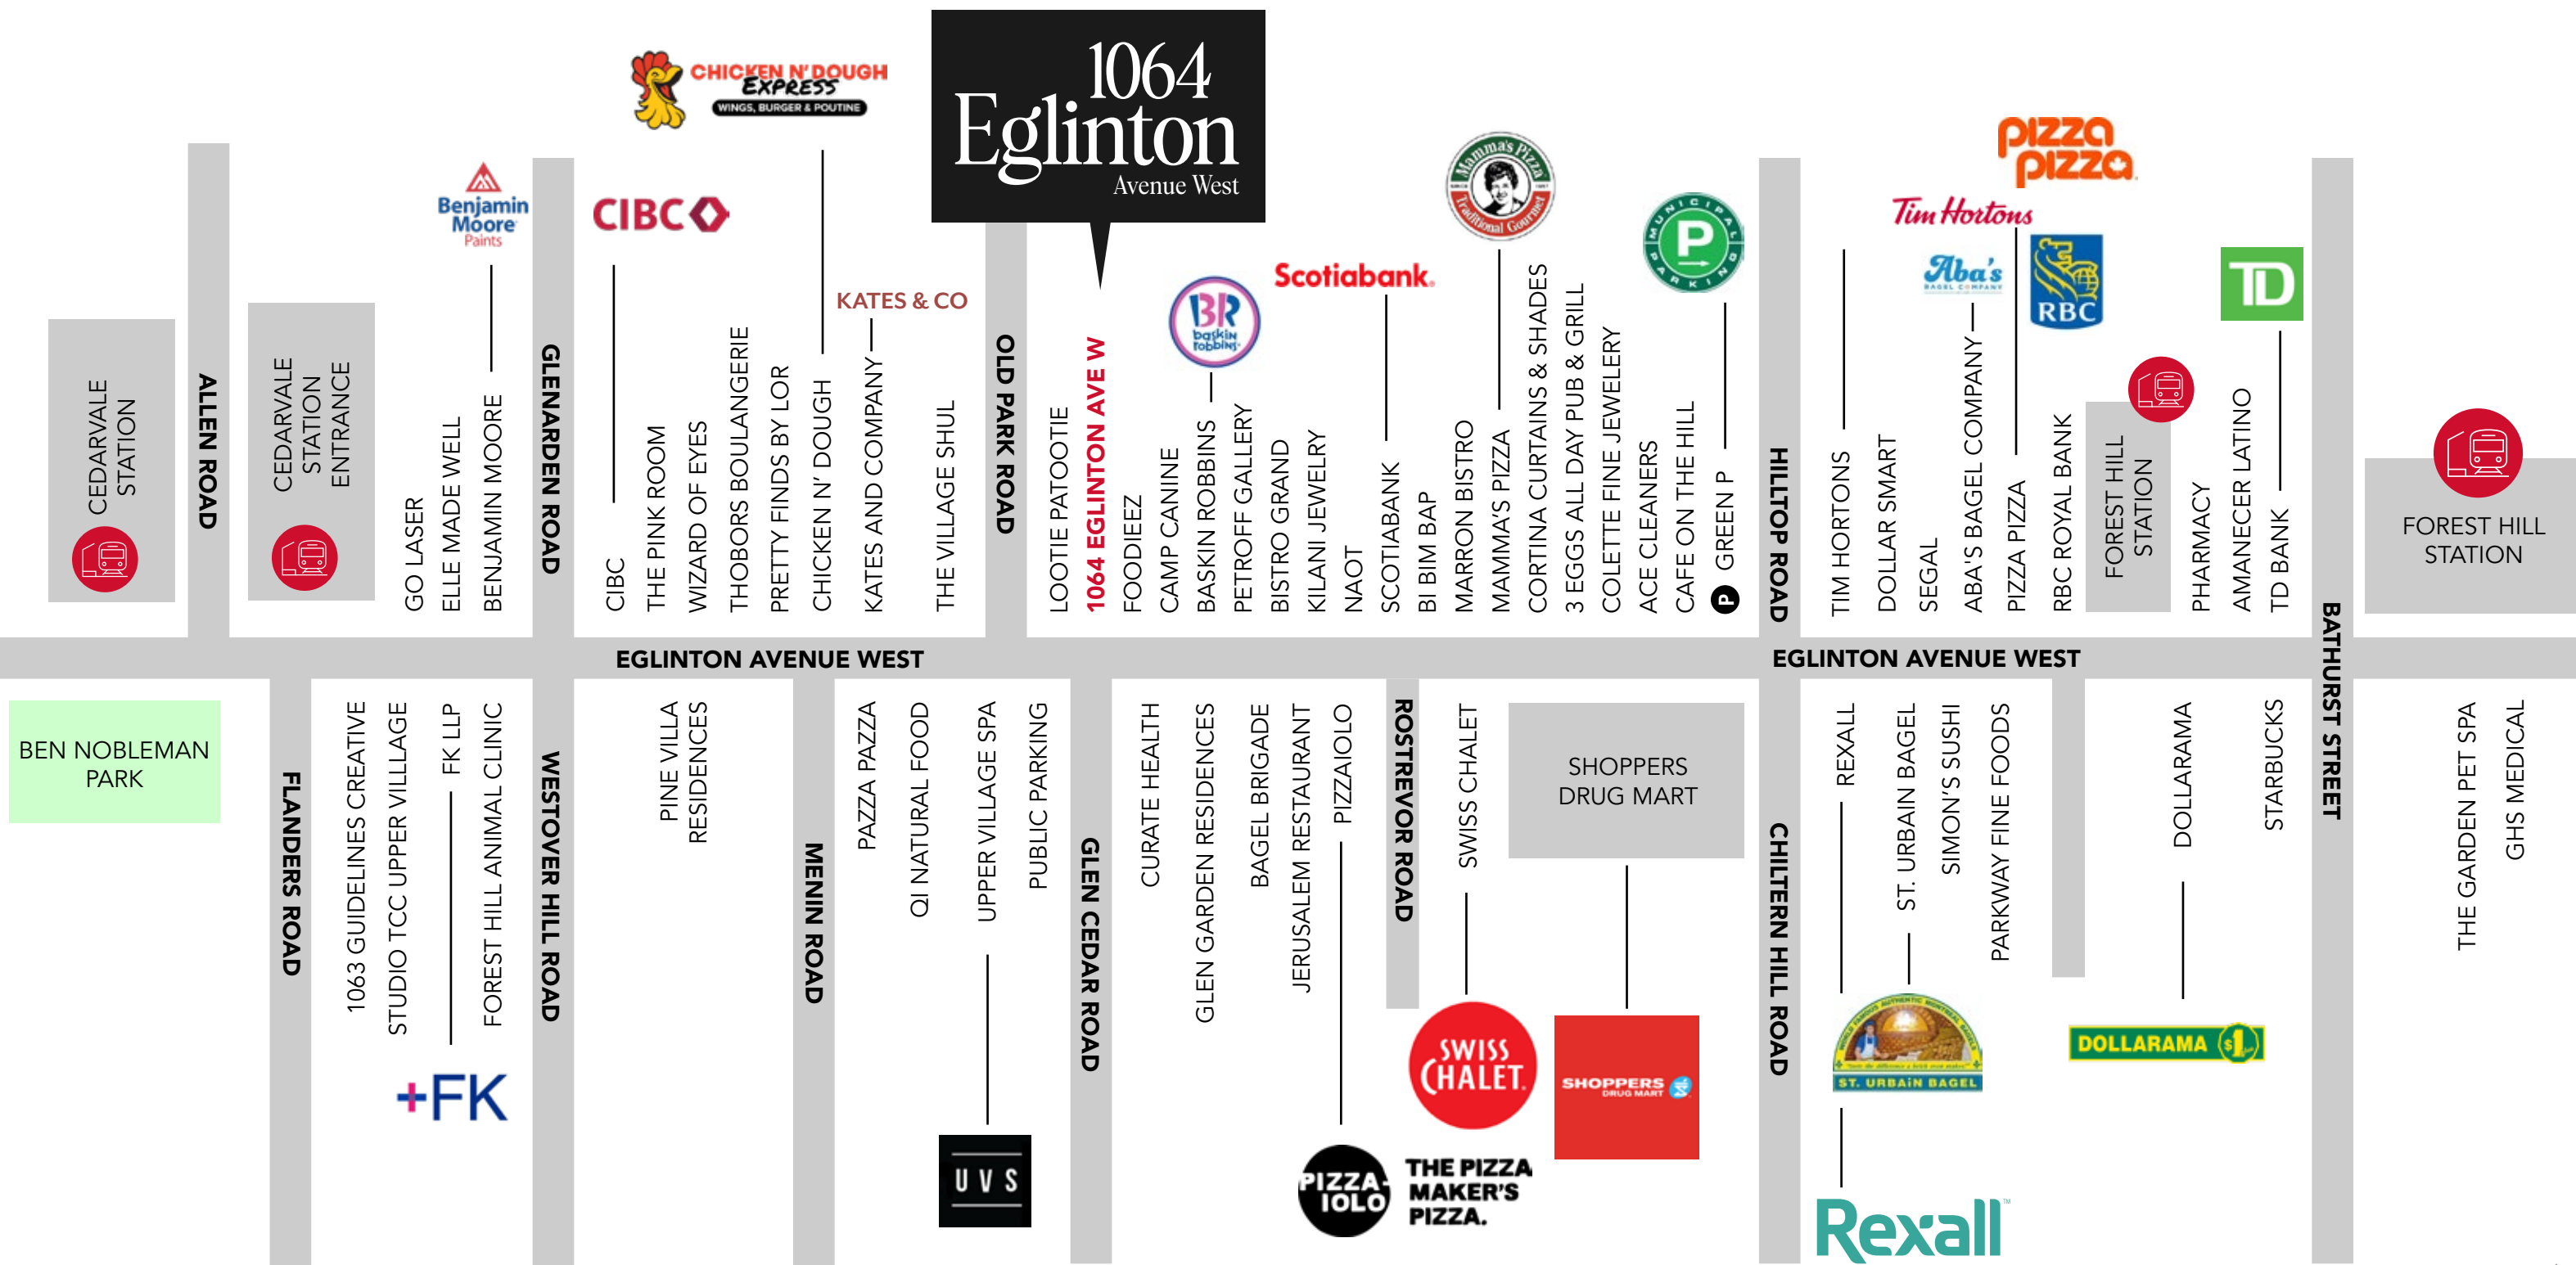 CHICKEN N' DOUGH
EXPRESS
WINGS, BURGER & POUTINE
1064
Eglinton
Avenue West
Benjamin
Moore
Paints
CIBC
KATES & CO
BR
baskin
robbins
Scotiabank
Mamma's Pizza
Traditional Gourmet
MUNICIPAL
P
PARKING
pizza
pizza
Tim Hortons
Aba's
BAGEL COMPANY
RBC
TD
CEDARVALE
STATION
ALLEN ROAD
CEDARVALE
STATION
ENTRANCE
GO LASER
ELLE MADE WELL
BENJAMIN MOORE
GLENARDEN ROAD
CIBC
THE PINK ROOM
WIZARD OF EYES
THOBORS BOULANGERIE
PRETTY FINDS BY LOR
CHICKEN N' DOUGH
KATES AND COMPANY
THE VILLAGE SHUL
OLD PARK ROAD
LOOTIE PATOOTIE
1064 EGLINTON AVE W
FOODIEEZ
CAMP CANINE
BASKIN ROBBINS
PETROFF GALLERY
BISTRO GRAND
KILANI JEWELRY
NAOT
SCOTIABANK
BI BIM BAP
MARRON BISTRO
MAMMA'S PIZZA
CORTINA CURTAINS & SHADES
3 EGGS ALL DAY PUB & GRILL
COLETTE FINE JEWELERY
ACE CLEANERS
CAFE ON THE HILL
P GREEN P
HILLTOP ROAD
TIM HORTONS
DOLLAR SMART
SEGAL
ABA'S BAGEL COMPANY
PIZZA PIZZA
RBC ROYAL BANK
FOREST HILL
STATION
PHARMACY
AMANECER LATINO
TD BANK
BATHURST STREET
FOREST HILL
STATION
EGLINTON AVENUE WEST
EGLINTON AVENUE WEST
BEN NOBLEMAN
PARK
FLANDERS ROAD
1063 GUIDELINES CREATIVE
STUDIO TCC UPPER VILLLAGE
FK LLP
FOREST HILL ANIMAL CLINIC
WESTOVER HILL ROAD
PINE VILLA
RESIDENCES
MENIN ROAD
PAZZA PAZZA
QI NATURAL FOOD
UPPER VILLAGE SPA
PUBLIC PARKING
GLEN CEDAR ROAD
CURATE HEALTH
GLEN GARDEN RESIDENCES
BAGEL BRIGADE
JERUSALEM RESTAURANT
PIZZAIOLO
ROSTREVOR ROAD
SWISS CHALET
SHOPPERS
DRUG MART
CHILTERN HILL ROAD
REXALL
ST. URBAIN BAGEL
SIMON'S SUSHI
PARKWAY FINE FOODS
DOLLARAMA
STARBUCKS
THE GARDEN PET SPA
GHS MEDICAL
+FK
UVS
PIZZA-
IOLO
THE PIZZA
MAKER'S
PIZZA.
SWISS
CHALET
SHOPPERS
DRUG MART
ST. URBAIN BAGEL
DOLLARAMA $1
Rexall™